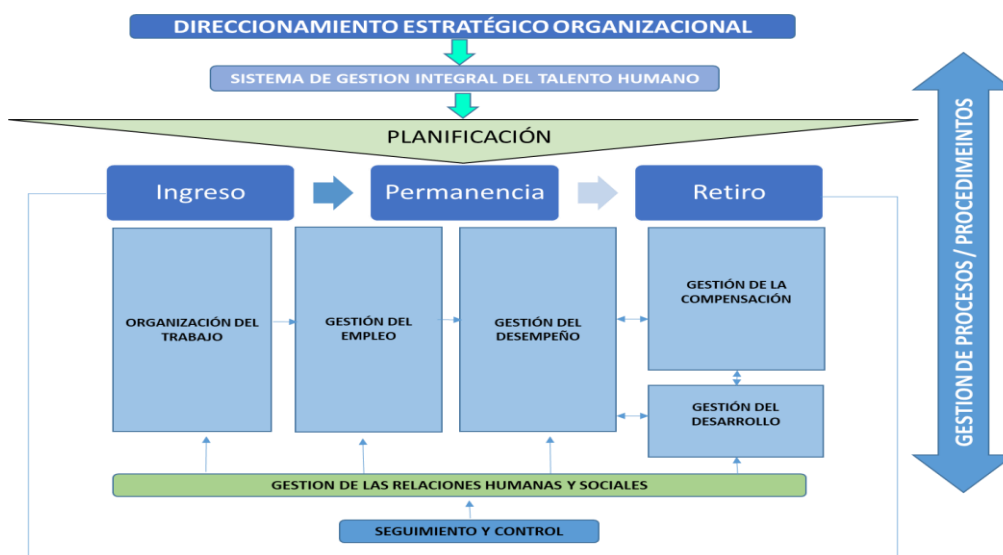 DIRECCIONAMIENTO ESTRATÉGICO ORGANIZACIONAL
SISTEMA DE GESTION INTEGRAL DEL TALENTO HUMANO
PLANIFICACIÓN
Ingreso
Permanencia
Retiro
ORGANIZACIÓN DEL
TRABAJO
GESTIÓN DEL
EMPLEO
GESTIÓN DEL
DESEMPEÑO
GESTIÓN DE LA
COMPENSACIÓN
GESTIÓN DEL
DESARROLLO
GESTION DE LAS RELACIONES HUMANAS Y SOCIALES
SEGUIMIENTO Y CONTROL
GESTION DE PROCESOS / PROCEDIMEINTOS